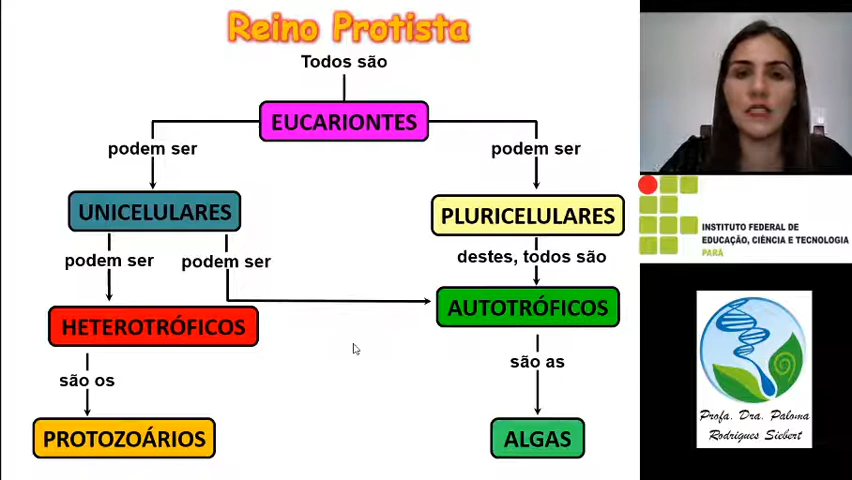 Reino Protista
Todos são
EUCARIONTES
podem ser
podem ser
UNICELULARES
PLURICELULARES
podem ser
podem ser
destes, todos são
HETEROTRÓFICOS
AUTOTRÓFICOS
são os
são as
PROTOZOÁRIOS
ALGAS
INSTITUTO FEDERAL DE
EDUCAÇÃO, CIÊNCIA E TECNOLOGIA
PARÁ
Profa. Dra. Paloma
Rodrigues Siebert